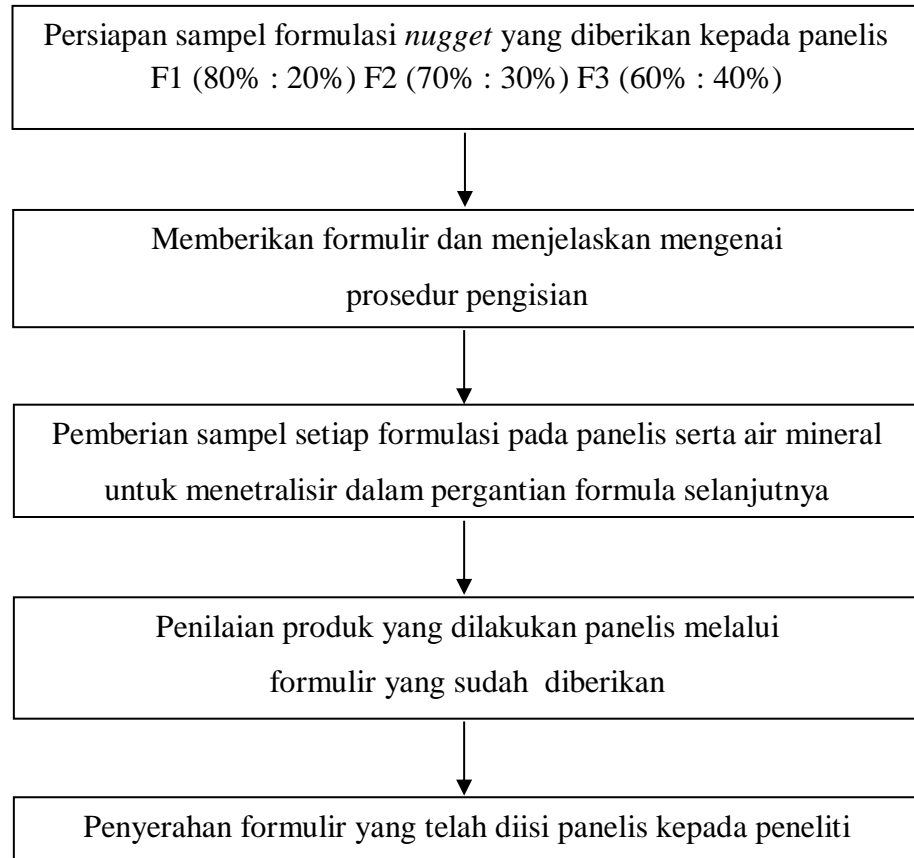 Persiapan sampel formulasi nugget yang diberikan kepada panelis
F1 (80% : 20%) F2 (70% : 30%) F3 (60% : 40%)
Memberikan formulir dan menjelaskan mengenai
prosedur pengisian
Pemberian sampel setiap formulasi pada panelis serta air mineral
untuk menetralisir dalam pergantian formula selanjutnya
Penilaian produk yang dilakukan panelis melalui
formulir yang sudah diberikan
Penyerahan formulir yang telah diisi panelis kepada peneliti